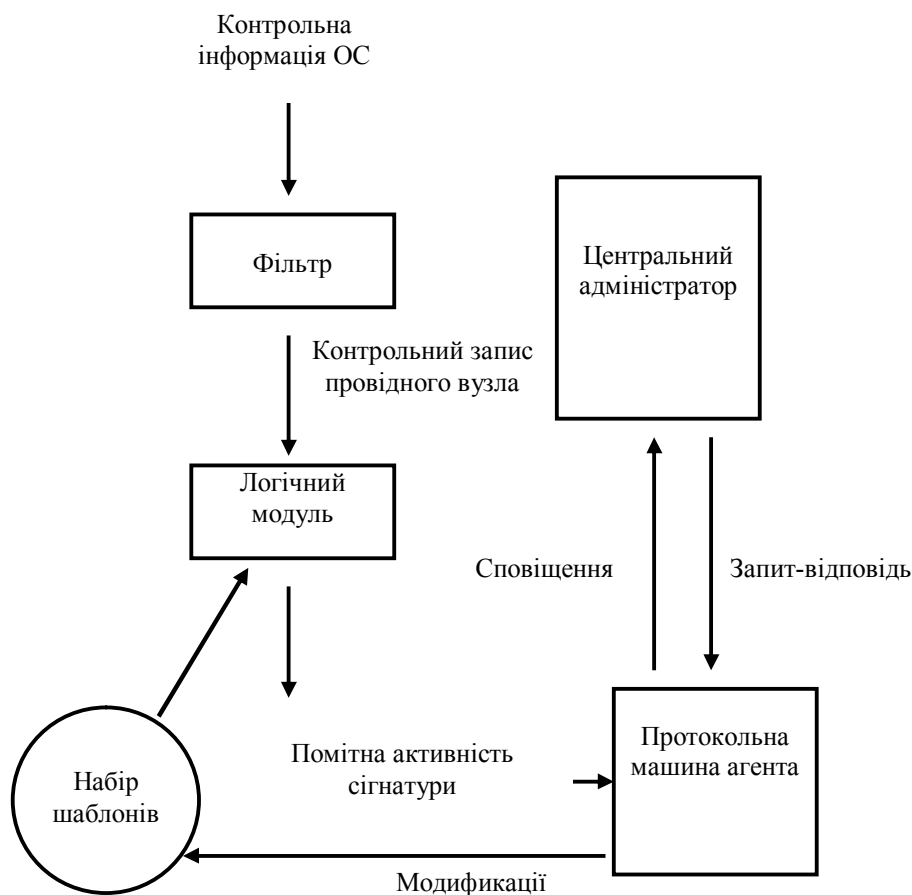 Контрольна
інформація ОС
Фільтр
Центральний
адміністратор
Контрольний запис
провідного вузла
Логічний
модуль
Сповіщення
Запит-відповідь
Помітна активність
сігнатури
Протокольна
машина агента
Набір
шаблонів
Модификації